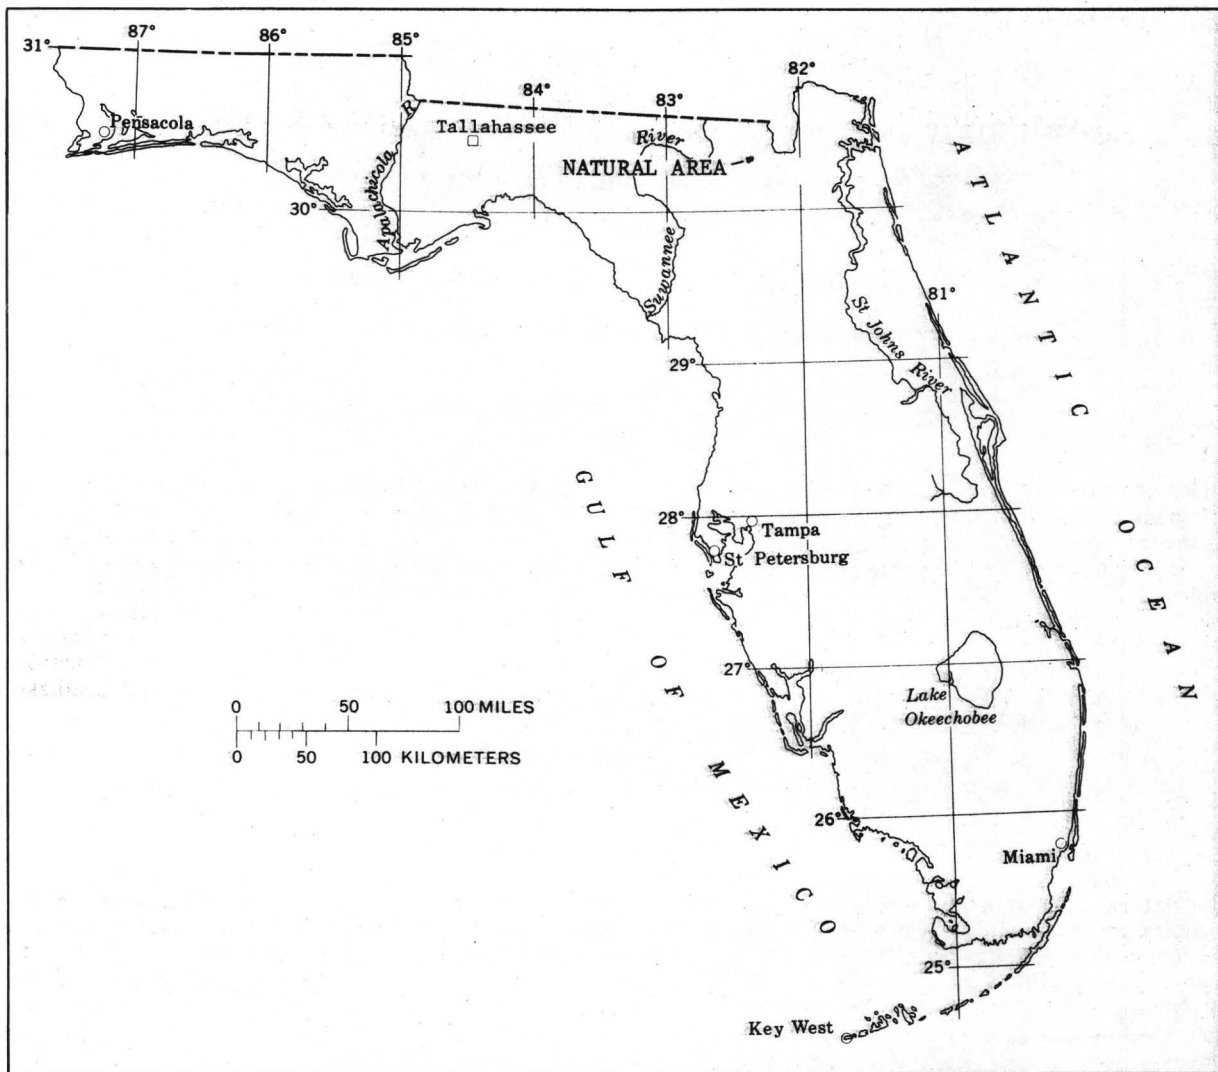 87°
86°
85°
31°
82°
84°
83°
Pensacola
Tallahassee
River
R
NATURAL AREA
Apalachicola
30°
Suwannee
ATLANTIC
OCEAN
81°
St Johns River
29°
28°
Tampa
St Petersburg
GULF OF MEXICO
27°
Lake
Okeechobee
0 50 100 MILES
0 50 100 KILOMETERS
26°
Miami
25°
Key West